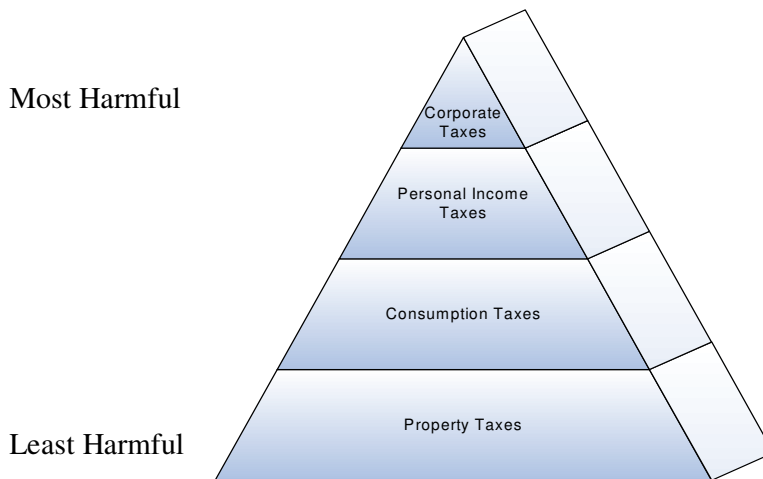 Most Harmful
Corporate
Taxes
Personal Income
Taxes
Consumption Taxes
Property Taxes
Least Harmful